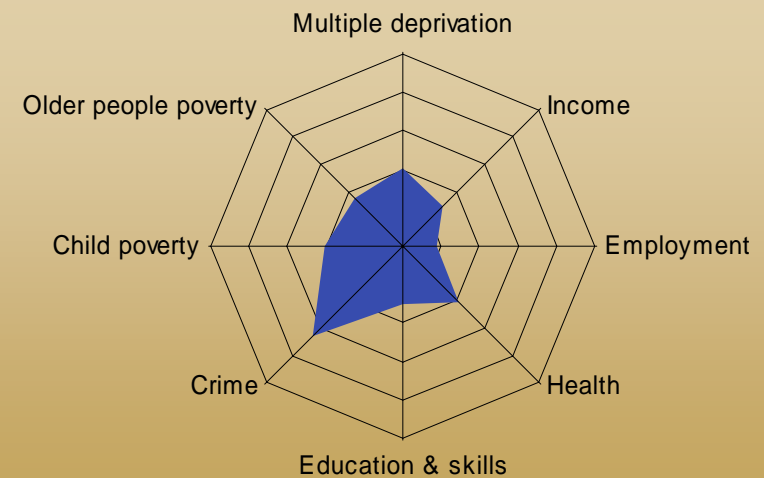 Multiple deprivation
Older people poverty
Income
Child poverty
Employment
Crime
Health
Education & skills